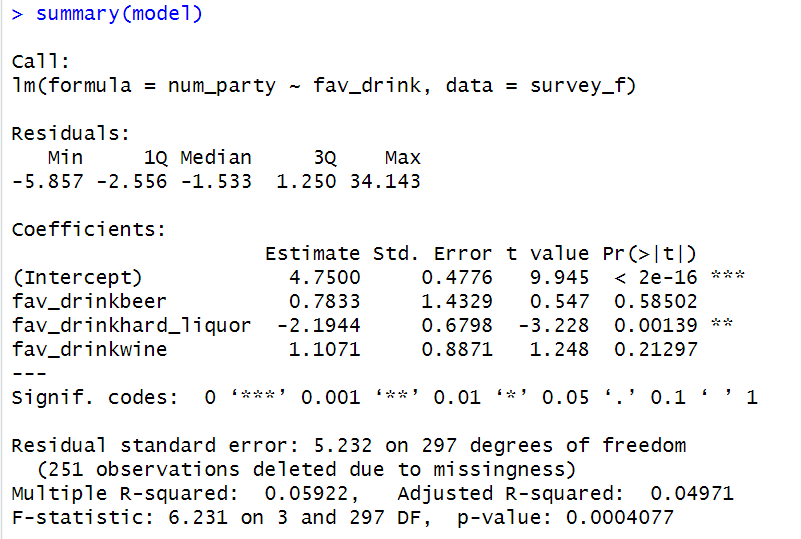 > summary(model)
Call:
lm(formula = num_party ~ fav_drink, data = survey_f)
Residuals:
   Min     1Q Median     3Q    Max
-5.857 -2.556 -1.533  1.250 34.143
Coefficients:
                     Estimate Std. Error t value Pr(>|t|)
(Intercept)            4.7500     0.4776   9.945  < 2e-16 ***
fav_drinkbeer          0.7833     1.4329   0.547  0.58502
fav_drinkhard_liquor  -2.1944     0.6798  -3.228  0.00139 **
fav_drinkwine          1.1071     0.8871   1.248  0.21297
---
Signif. codes:  0 ‘***’ 0.001 ‘**’ 0.01 ‘*’ 0.05 ‘.’ 0.1 ‘ ’ 1
Residual standard error: 5.232 on 297 degrees of freedom
  (251 observations deleted due to missingness)
Multiple R-squared:  0.05922,   Adjusted R-squared:  0.04971
F-statistic: 6.231 on 3 and 297 DF,  p-value: 0.0004077